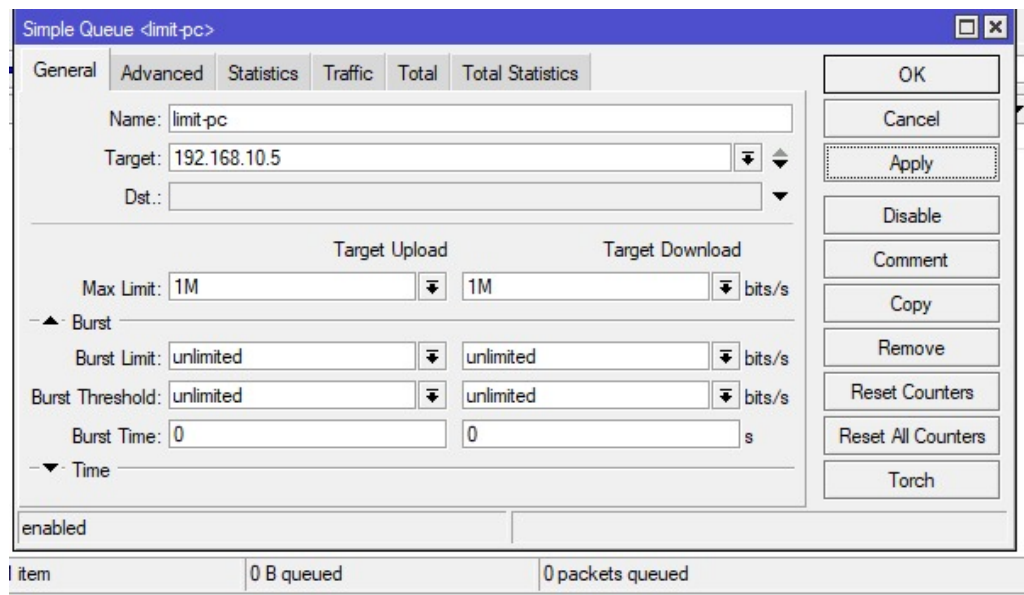 Simple Queue <limit-pc>
General Advanced Statistics Traffic Total Total Statistics
OK
Name: limit-pc
Cancel
Target: 192.168.10.5
Apply
Dst.:
Disable
Target Upload Target Download
Comment
Max Limit: 1M 1M bits/s
Copy
Burst
Remove
Burst Limit: unlimited unlimited bits/s
Burst Threshold: unlimited unlimited bits/s
Reset Counters
Burst Time: 0 0 s
Reset All Counters
Time
Torch
enabled
item 0 B queued 0 packets queued